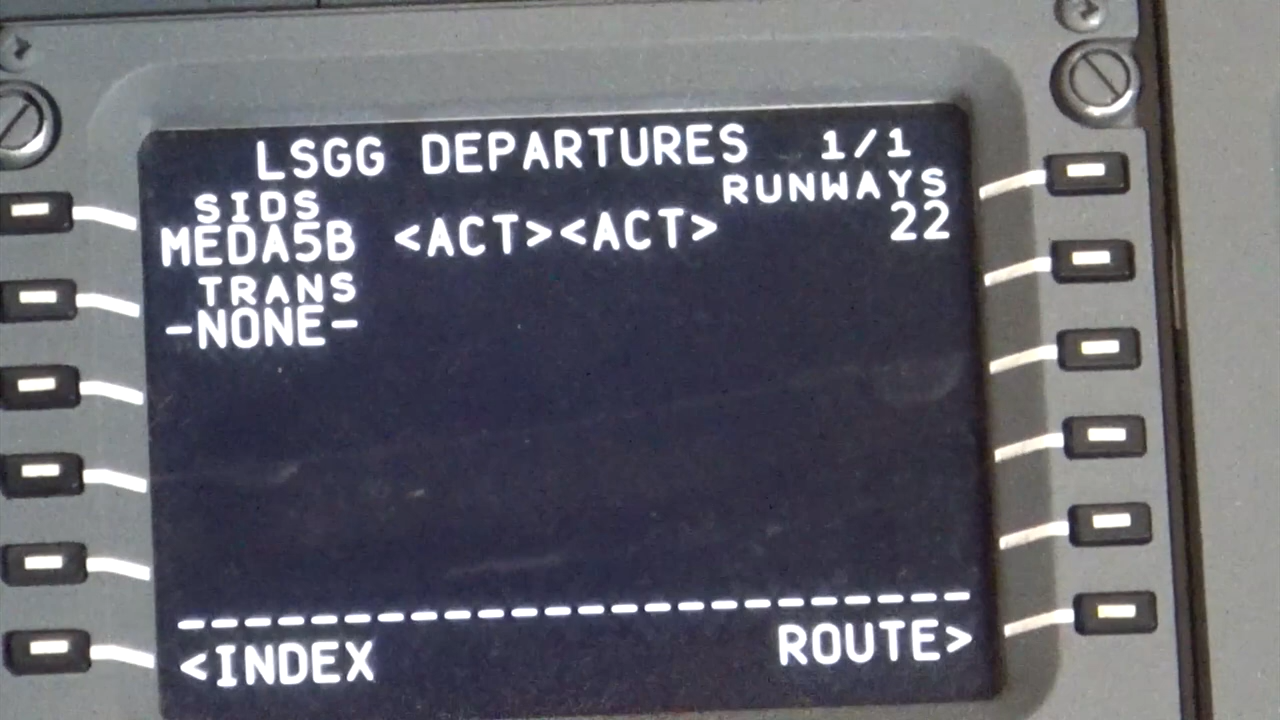 LSGG DEPARTURES 1/1
SIDS RUNWAYS
MEDA5B <ACT><ACT> 22
TRANS
-NONE-
------------------------
<INDEX ROUTE>